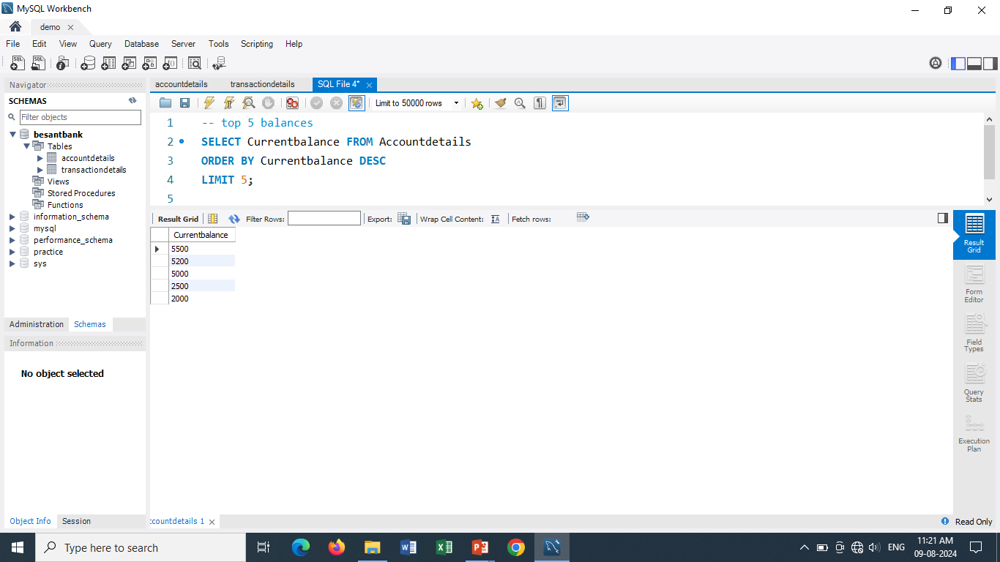 MySQL Workbench
demo
File Edit View Query Database Server Tools Scripting Help
Navigator
SCHEMAS
Filter objects
besantbank
Tables
accountdetails
transactiondetails
Views
Stored Procedures
Functions
information_schema
mysql
performance_schema
practice
sys
Administration Schemas
Information
No object selected
Object Info Session
accountdetails transactiondetails SQL File 4*
Limit to 50000 rows
1 -- top 5 balances
2 SELECT Currentbalance FROM Accountdetails
3 ORDER BY Currentbalance DESC
4 LIMIT 5;
5
Result Grid Filter Rows: Export: Wrap Cell Content: Fetch rows:
Currentbalance
5500
5200
5000
2500
2000
Result
Grid
Form
Editor
Field
Types
Query
Stats
Execution
Plan
ccountdetails 1
Read Only
Type here to search
ENG
11:21 AM
09-08-2024